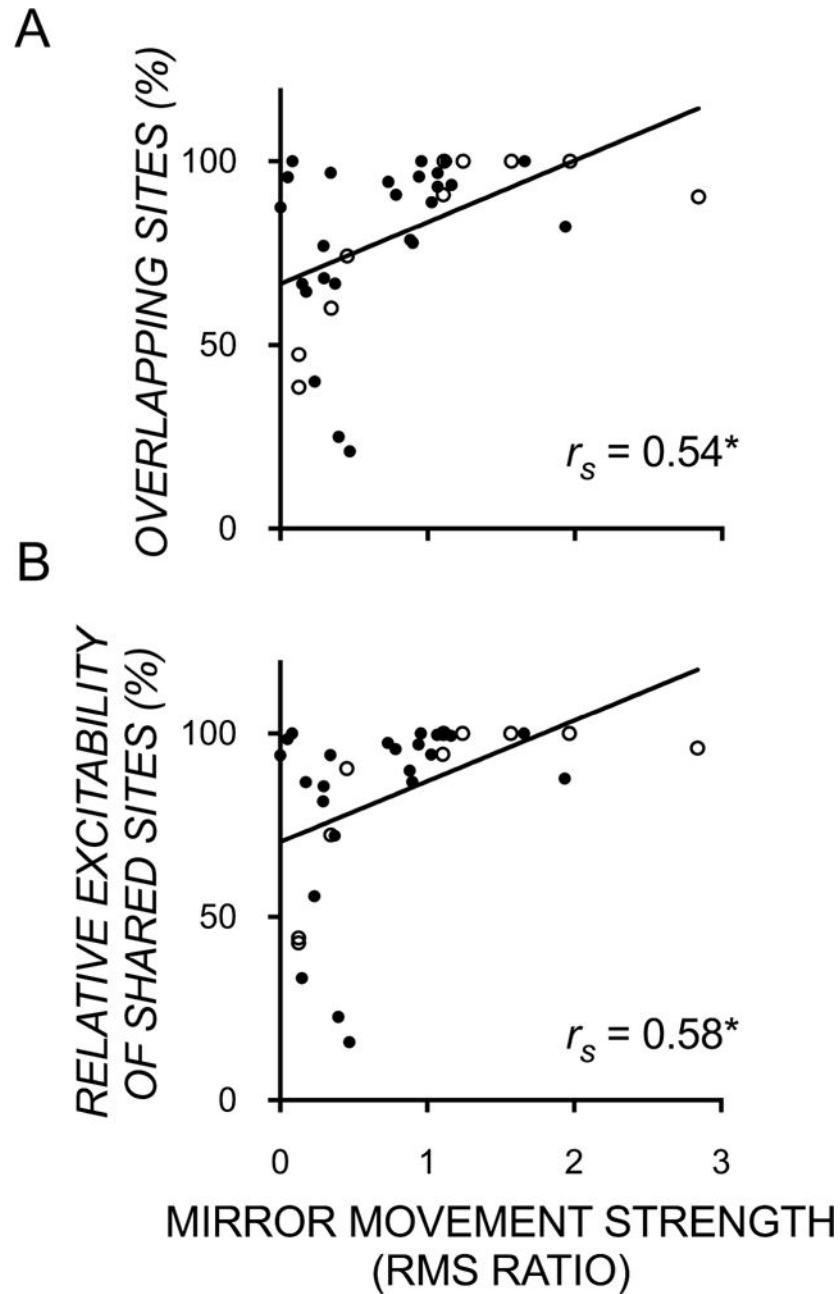 A
OVERLAPPING SITES (%)
100
50
0
r_s = 0.54*
B
RELATIVE EXCITABILITY
OF SHARED SITES (%)
100
50
0
r_s = 0.58*
0 1 2 3
MIRROR MOVEMENT STRENGTH
(RMS RATIO)